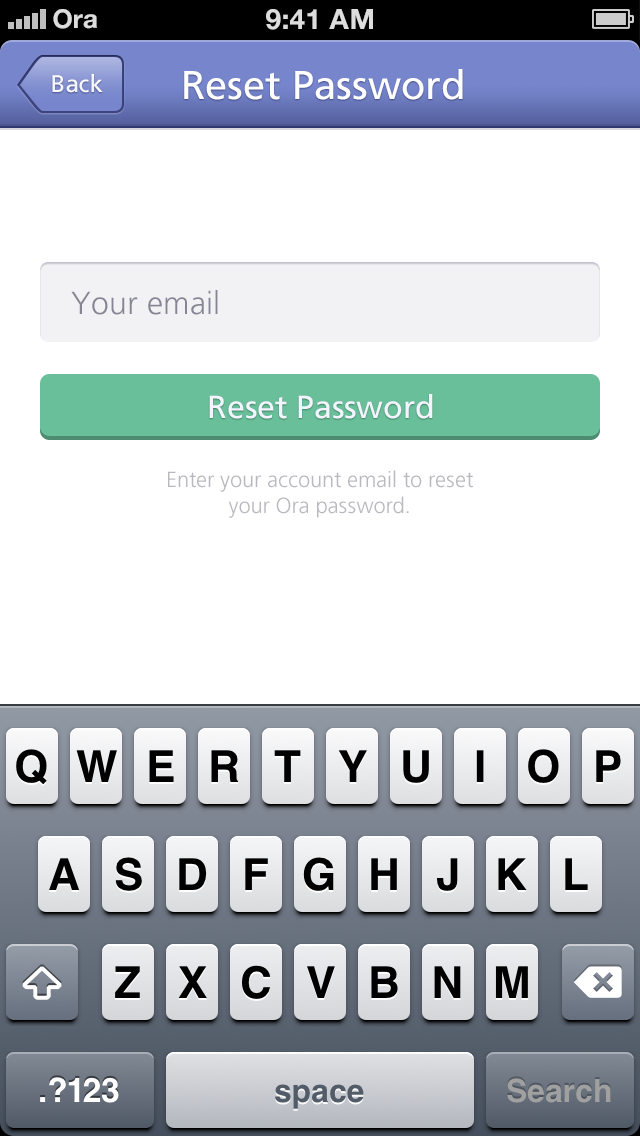 Ora 9:41 AM
Back Reset Password
Your email
Reset Password
Enter your account email to reset
your Ora password.
Q W E R T Y U I O P
A S D F G H J K L
Z X C V B N M
.?123 space Search